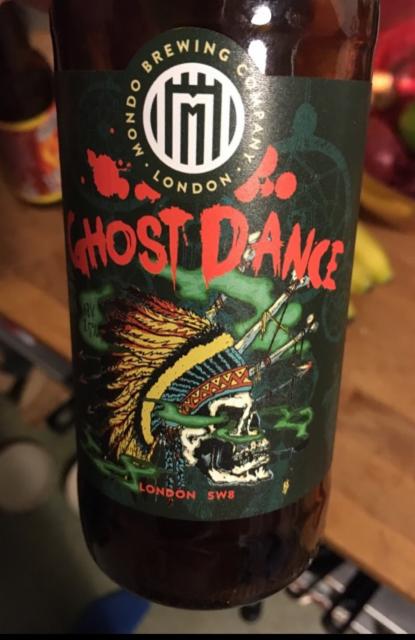 MONDO BREWING COMPANY · LONDON ·
M
GHOST DANCE
LONDON SW8